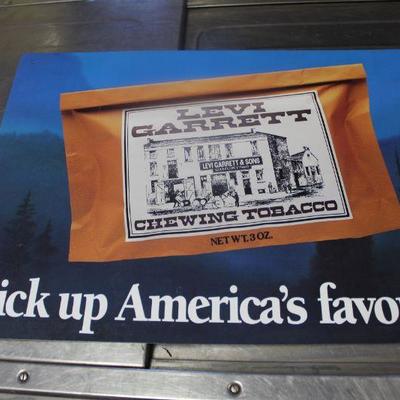 LEVI
GARRETT
LEVI GARRETT & SONS
CHEWING TOBACCO
NET WT. 3 OZ.
ick up America's favo